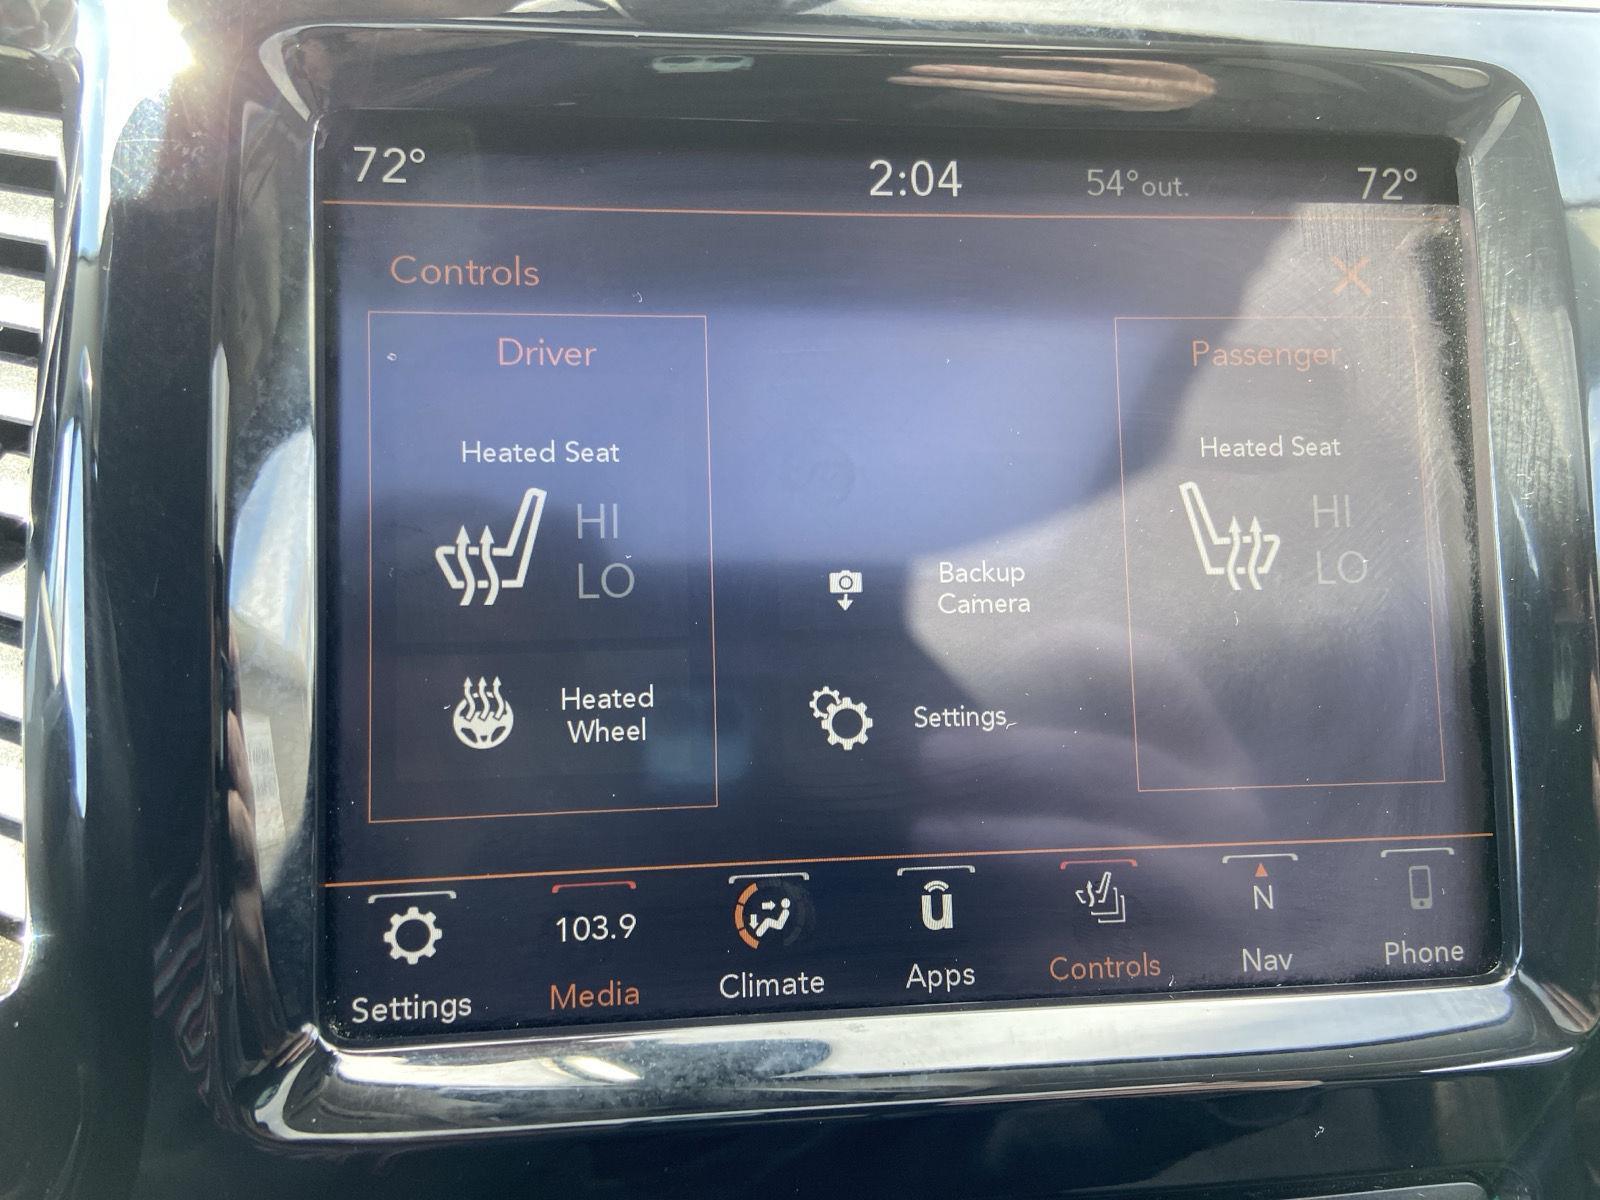 72° 2:04 54°out. 72°
Controls
Driver
Heated Seat
HI
LO
Heated
Wheel
Backup
Camera
Settings
Passenger
Heated Seat
HI
LO
Settings
103.9
Media
Climate
u
Apps
Controls
N
Nav
Phone